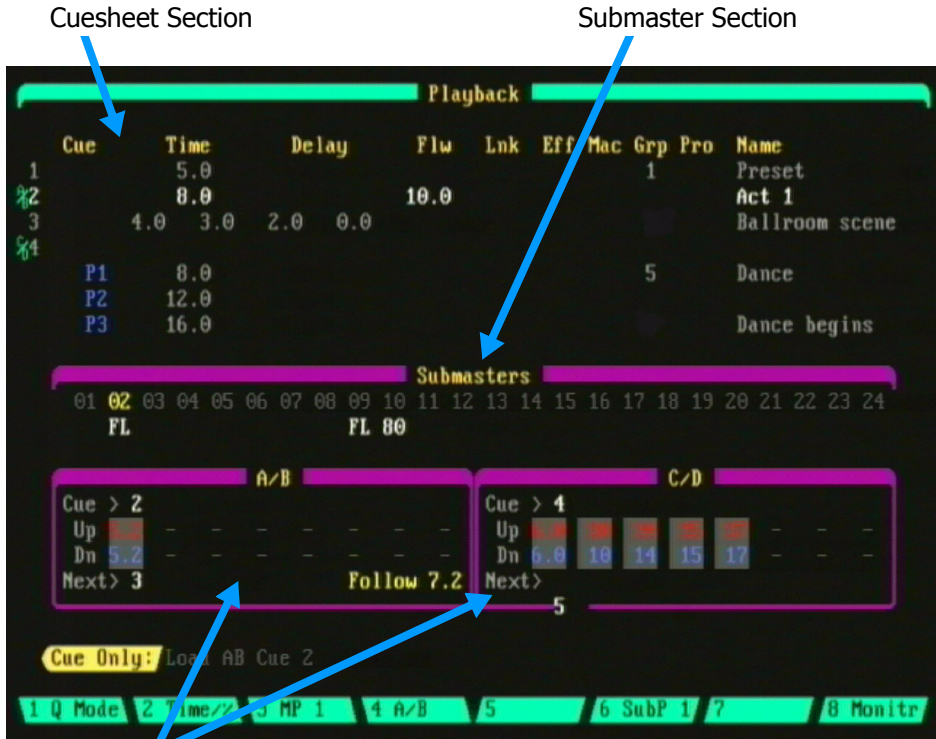 Cuesheet Section Submaster Section
Playback
Cue Time Delay Flw Lnk Eff Mac Grp Pro Name
1 5.0 1 Preset
2 8.0 10.0 Act 1
3 4.0 3.0 2.0 0.0 Ballroom scene
4
P1 8.0 5 Dance
P2 12.0
P3 16.0 Dance begins
Submasters
01 02 03 04 05 06 07 08 09 10 11 12 13 14 15 16 17 18 19 20 21 22 23 24
FL FL 80
A/B C/D
Cue > 2 Cue > 4
Up 5.2 - - - - - - - Up - - -
Dn 5.2 - - - - - - - Dn 6.0 10 14 15 17 - - -
Next> 3 Follow 7.2 Next>
5
Cue Only: Load AB Cue 2
1 Q Mode 2 Time/% 3 MP 1 4 A/B 5 6 SubP 1 7 8 Monitr